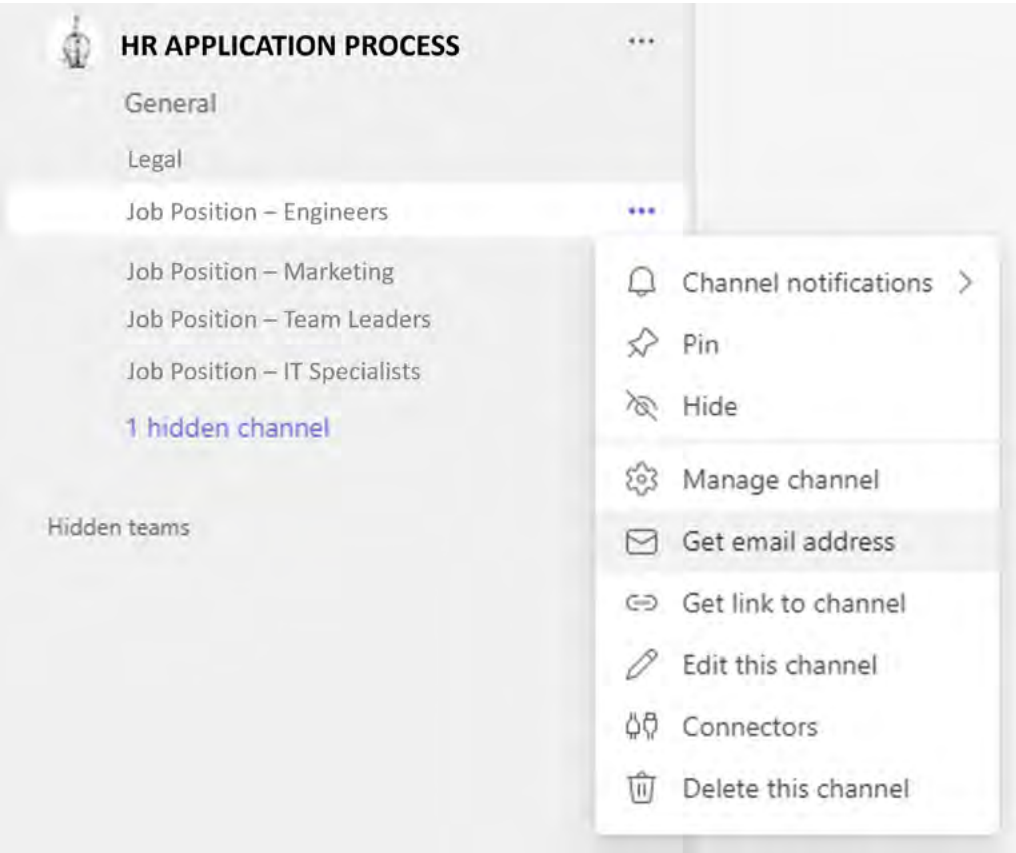 HR APPLICATION PROCESS
General
Legal
Job Position – Engineers
Job Position – Marketing
Job Position – Team Leaders
Job Position – IT Specialists
1 hidden channel
Hidden teams
Channel notifications
Pin
Hide
Manage channel
Get email address
Get link to channel
Edit this channel
Connectors
Delete this channel